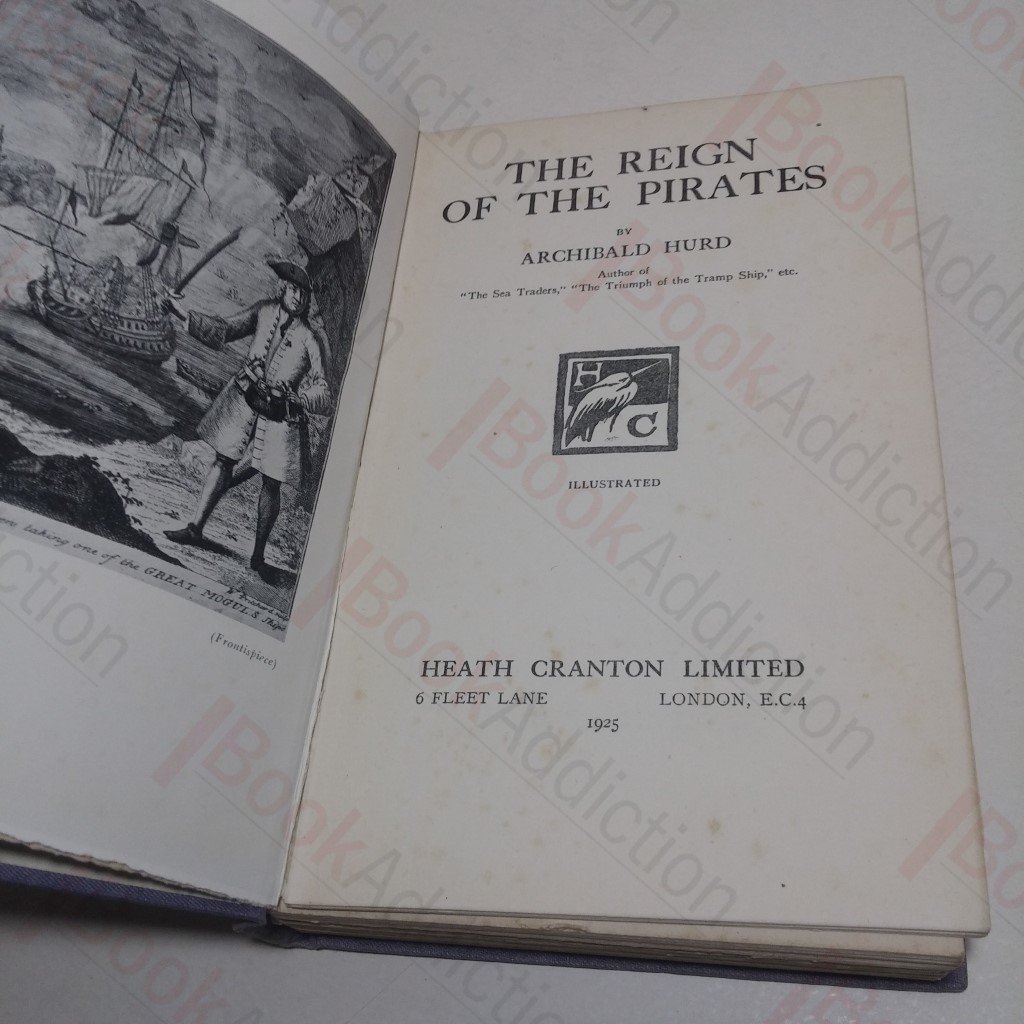 taking one of the GREAT MOGULS Ships
(Frontispiece)
THE REIGN
OF THE PIRATES
BY
ARCHIBALD HURD
Author of
"The Sea Traders," "The Triumph of the Tramp Ship," etc.
H
C
ILLUSTRATED
HEATH CRANTON LIMITED
6 FLEET LANE LONDON, E.C.4
1925
BookAddiction